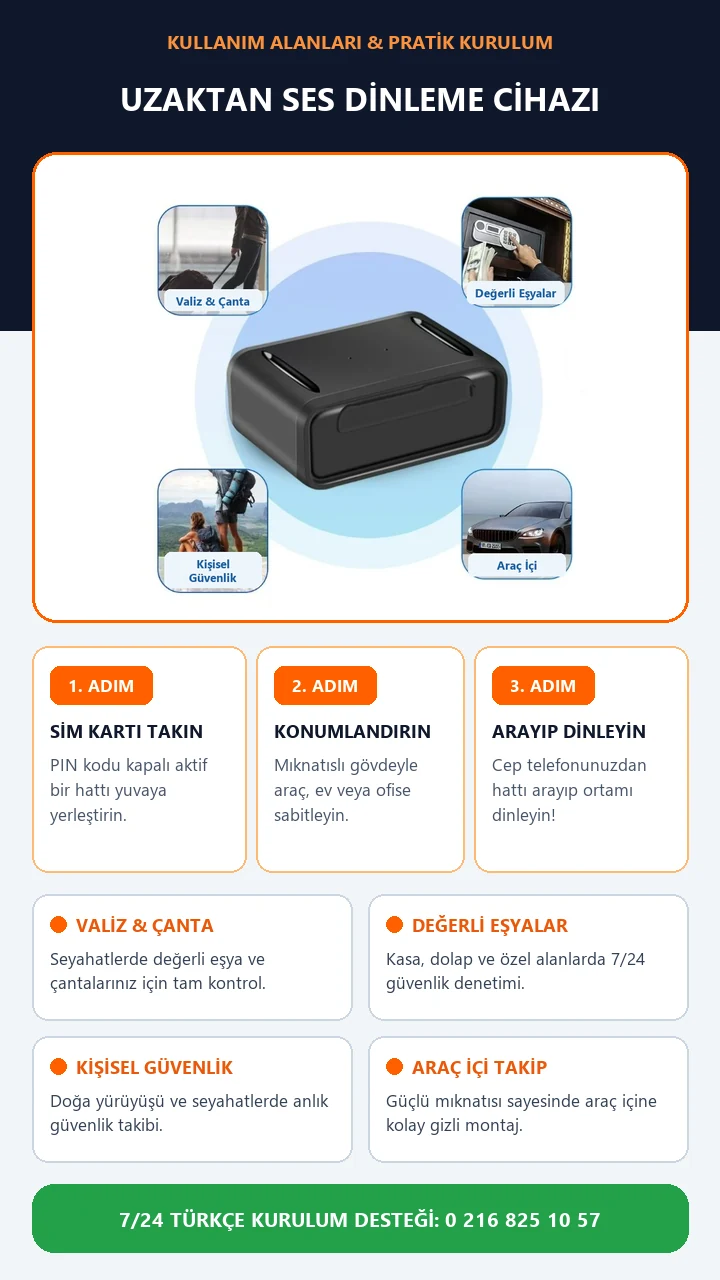 KULLANIM ALANLARI & PRATİK KURULUM
UZAKTAN SES DİNLEME CİHAZI
Valiz & Çanta
Değerli Eşyalar
Kişisel
Güvenlik
Araç İçi
1. ADIM
SİM KARTI TAKIN
PIN kodu kapalı aktif
bir hattı yuvaya
yerleştirin.
2. ADIM
KONUMLANDIRIN
Mıknatıslı gövdeyle
araç, ev veya ofise
sabitleyin.
3. ADIM
ARAYIP DİNLEYİN
Cep telefonunuzdan
hattı arayıp ortamı
dinleyin!
VALİZ & ÇANTA
Seyahatlerde değerli eşya ve
çantalarınız için tam kontrol.
DEĞERLİ EŞYALAR
Kasa, dolap ve özel alanlarda 7/24
güvenlik denetimi.
KİŞİSEL GÜVENLİK
Doğa yürüyüşü ve seyahatlerde anlık
güvenlik takibi.
ARAÇ İÇİ TAKİP
Güçlü mıknatısı sayesinde araç içine
kolay gizli montaj.
7/24 TÜRKÇE KURULUM DESTEĞİ: 0 216 825 10 57